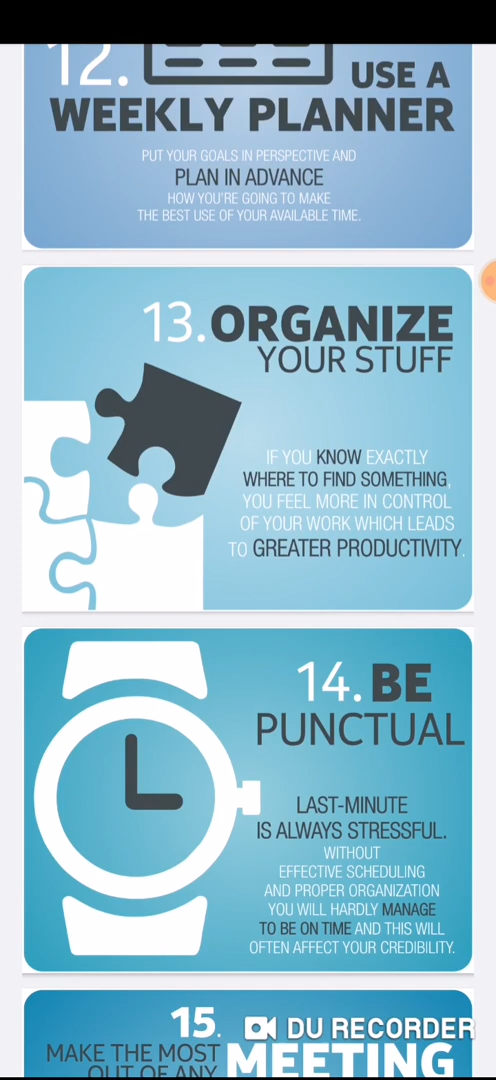 12. USE A
WEEKLY PLANNER
PUT YOUR GOALS IN PERSPECTIVE AND
PLAN IN ADVANCE
HOW YOU'RE GOING TO MAKE
THE BEST USE OF YOUR AVAILABLE TIME.
13. ORGANIZE
YOUR STUFF
IF YOU KNOW EXACTLY
WHERE TO FIND SOMETHING,
YOU FEEL MORE IN CONTROL
OF YOUR WORK WHICH LEADS
TO GREATER PRODUCTIVITY.
14. BE
PUNCTUAL
LAST-MINUTE
IS ALWAYS STRESSFUL.
WITHOUT
EFFECTIVE SCHEDULING
AND PROPER ORGANIZATION
YOU WILL HARDLY MANAGE
TO BE ON TIME AND THIS WILL
OFTEN AFFECT YOUR CREDIBILITY.
15.
DU RECORDER
MAKE THE MOST
OUT OF ANY
MEETING